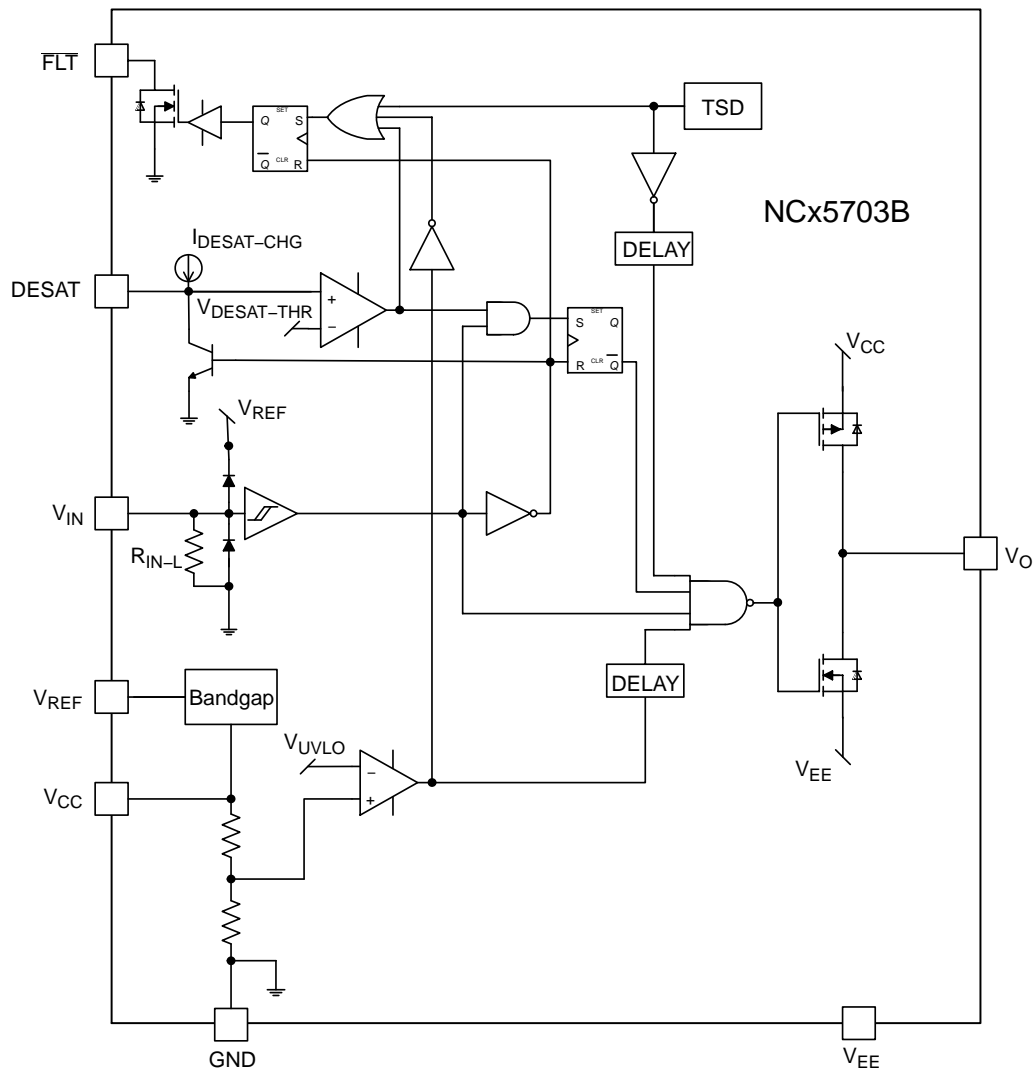 FLT
TSD
SET
Q S
Q CLR R
NCx5703B
DELAY
IDESAT–CHG
DESAT
VDESAT–THR
+
−
SET
S Q
R CLR Q
VCC
VREF
VIN
RIN–L
VO
VREF
Bandgap
DELAY
VUVLO
−
+
VEE
VCC
GND
VEE